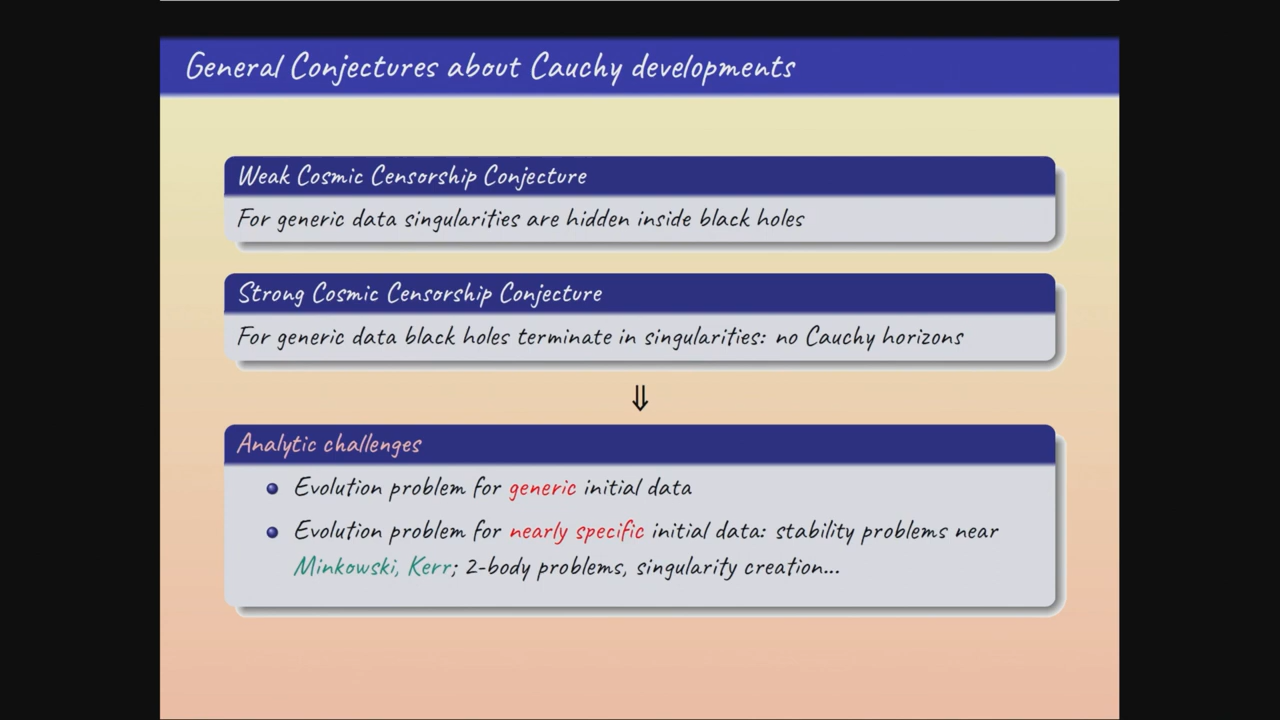 General Conjectures about Cauchy developments
Weak Cosmic Censorship Conjecture
For generic data singularities are hidden inside black holes
Strong Cosmic Censorship Conjecture
For generic data black holes terminate in singularities: no Cauchy horizons
⇓
Analytic challenges
Evolution problem for generic initial data
Evolution problem for nearly specific initial data: stability problems near
Minkowski, Kerr; 2-body problems, singularity creation...